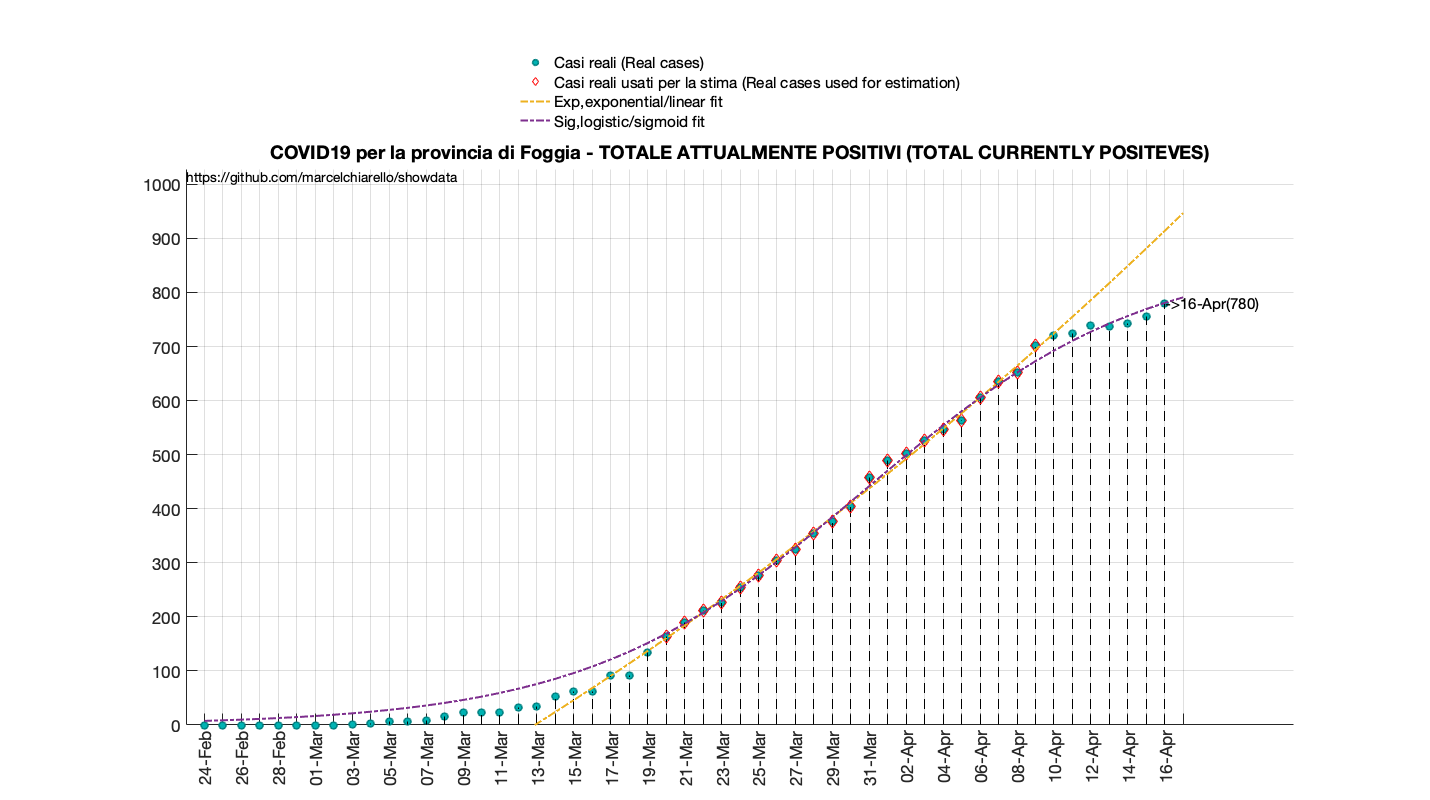 Casi reali (Real cases)
Casi reali usati per la stima (Real cases used for estimation)
Exp,exponential/linear fit
Sig,logistic/sigmoid fit
COVID19 per la provincia di Foggia - TOTALE ATTUALMENTE POSITIVI (TOTAL CURRENTLY POSITEVES)
https://github.com/marcelchiarello/showdata
1000
900
800
700
600
500
400
300
200
100
0
->16-Apr(780)
24-Feb
26-Feb
28-Feb
01-Mar
03-Mar
05-Mar
07-Mar
09-Mar
11-Mar
13-Mar
15-Mar
17-Mar
19-Mar
21-Mar
23-Mar
25-Mar
27-Mar
29-Mar
31-Mar
02-Apr
04-Apr
06-Apr
08-Apr
10-Apr
12-Apr
14-Apr
16-Apr